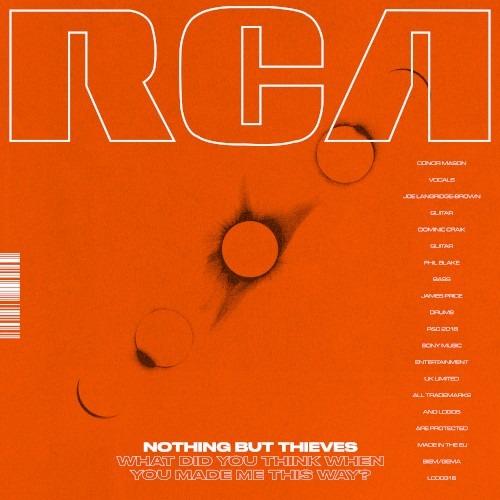 RCA
CONOR MASON
VOCALS
JOE LANGRIDGE-BROWN
GUITAR
DOMINIC CRAIK
GUITAR
PHIL BLAKE
BASS
JAMES PRICE
DRUMS
P&C 2018
SONY MUSIC
ENTERTAINMENT
UK LIMITED
ALL TRADEMARKS
AND LOGOS
ARE PROTECTED
MADE IN THE EU
BIEM/GEMA
LC00316
NOTHING BUT THIEVES
WHAT DID YOU THINK WHEN
YOU MADE ME THIS WAY?